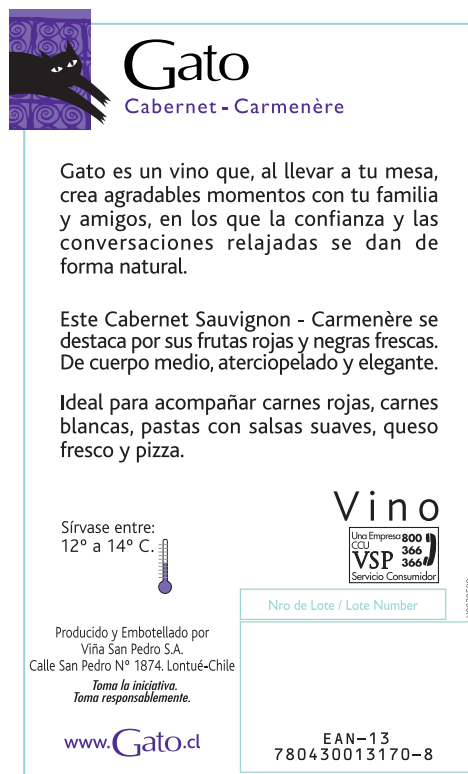 Gato
Cabernet - Carmenère
Gato es un vino que, al llevar a tu mesa,
crea agradables momentos con tu familia
y amigos, en los que la confianza y las
conversaciones relajadas se dan de
forma natural.
Este Cabernet Sauvignon - Carmenère se
destaca por sus frutas rojas y negras frescas.
De cuerpo medio, aterciopelado y elegante.
Ideal para acompañar carnes rojas, carnes
blancas, pastas con salsas suaves, queso
fresco y pizza.
Sírvase entre:
12º a 14º C.
Vino
Una Empresa
CCU
VSP
800
366
366
Servicio Consumidor
Nro de Lote / Lote Number
Producido y Embotellado por
Viña San Pedro S.A.
Calle San Pedro Nº 1874. Lontué-Chile
Toma la iniciativa.
Toma responsablemente.
www.Gato.cl
EAN-13
780430013170-8